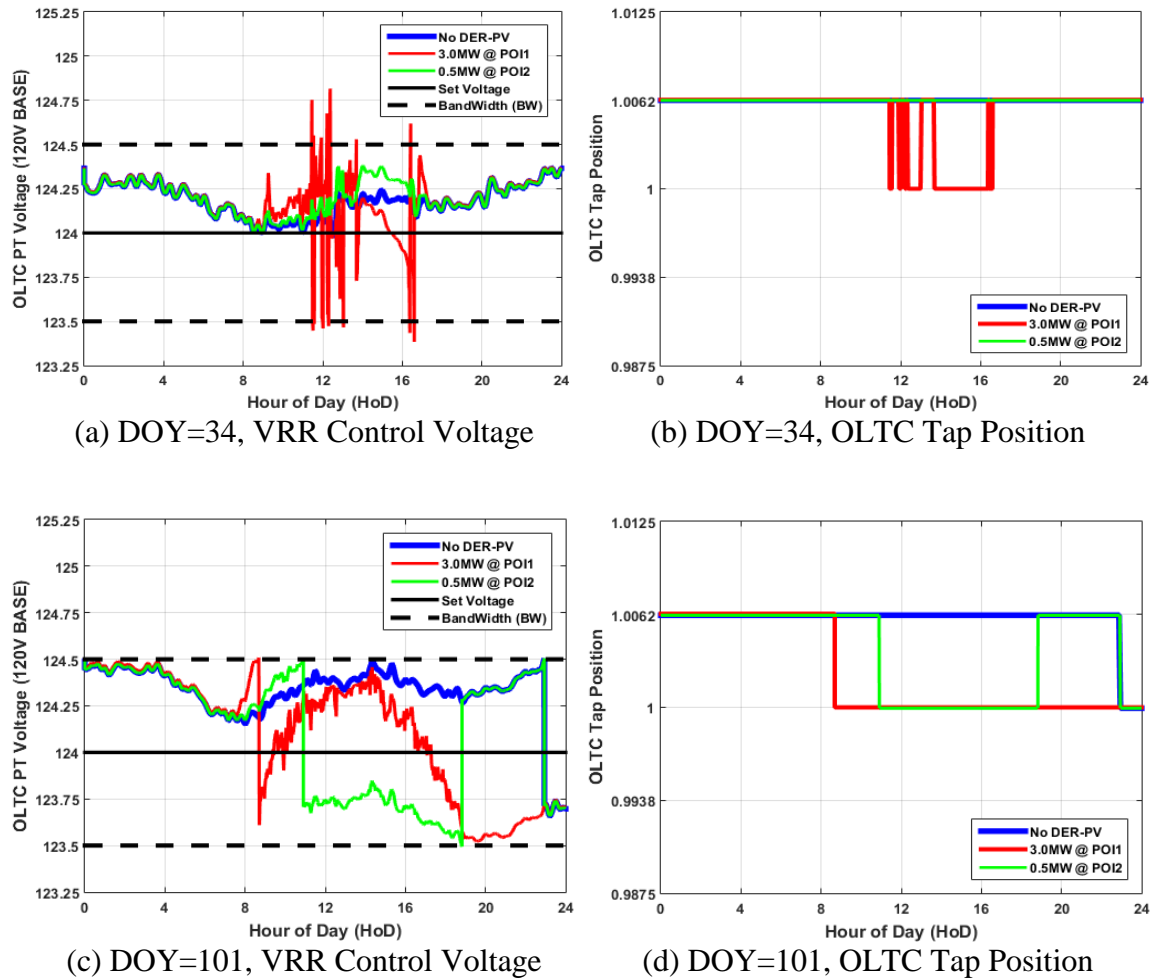 125.25
125
124.75
124.5
124.25
124
123.75
123.5
123.25
OLTC PT Voltage (120V BASE)
No DER-PV
3.0MW @ POI1
0.5MW @ POI2
Set Voltage
BandWidth (BW)
0 4 8 12 16 20 24
Hour of Day (HoD)
(a) DOY=34, VRR Control Voltage
1.0125
1.0062
1
0.9938
0.9875
OLTC Tap Position
No DER-PV
3.0MW @ POI1
0.5MW @ POI2
0 4 8 12 16 20 24
Hour of Day (HoD)
(b) DOY=34, OLTC Tap Position
125.25
125
124.75
124.5
124.25
124
123.75
123.5
123.25
OLTC PT Voltage (120V BASE)
No DER-PV
3.0MW @ POI1
0.5MW @ POI2
Set Voltage
BandWidth (BW)
0 4 8 12 16 20 24
Hour of Day (HoD)
(c) DOY=101, VRR Control Voltage
1.0125
1.0062
1
0.9938
0.9875
OLTC Tap Position
No DER-PV
3.0MW @ POI1
0.5MW @ POI2
0 4 8 12 16 20 24
Hour of Day (HoD)
(d) DOY=101, OLTC Tap Position